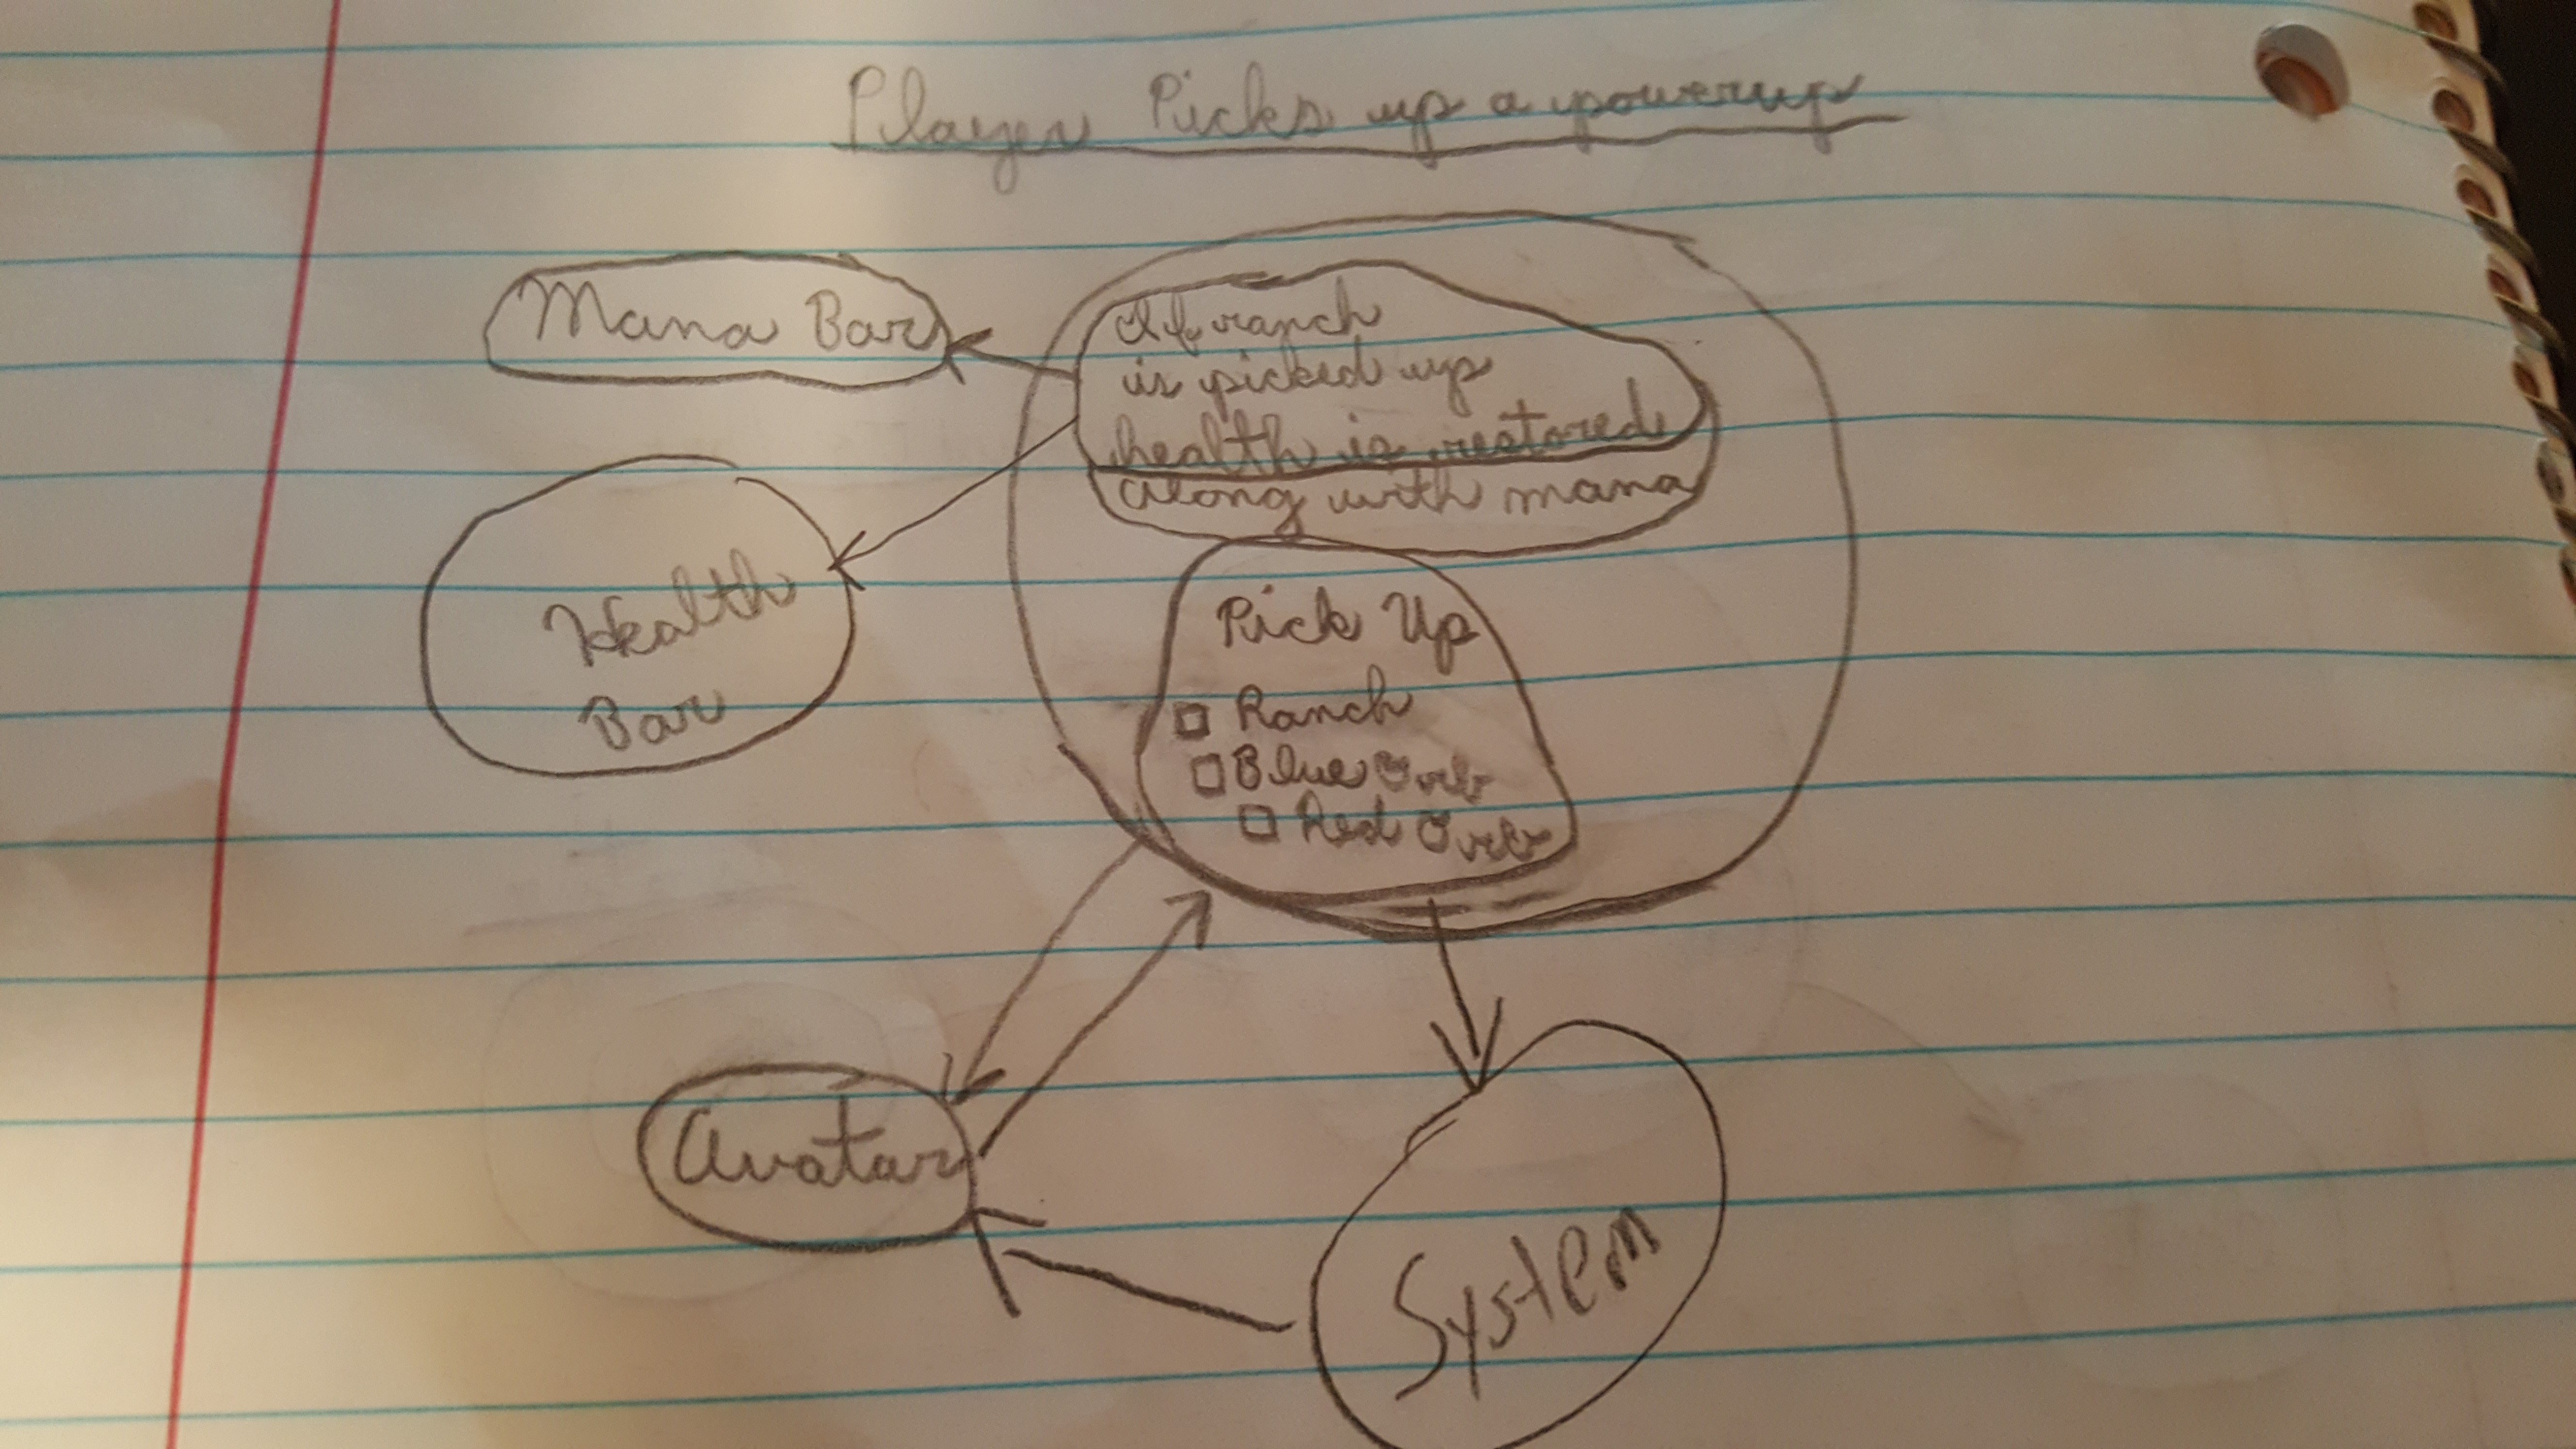 Player Picks up a powerup
Mana Bar
If ranch
is picked up
health is restored
along with mana
Health
Bar
Pick Up
Ranch
Blue Orb
Red Orb
Avatar
System